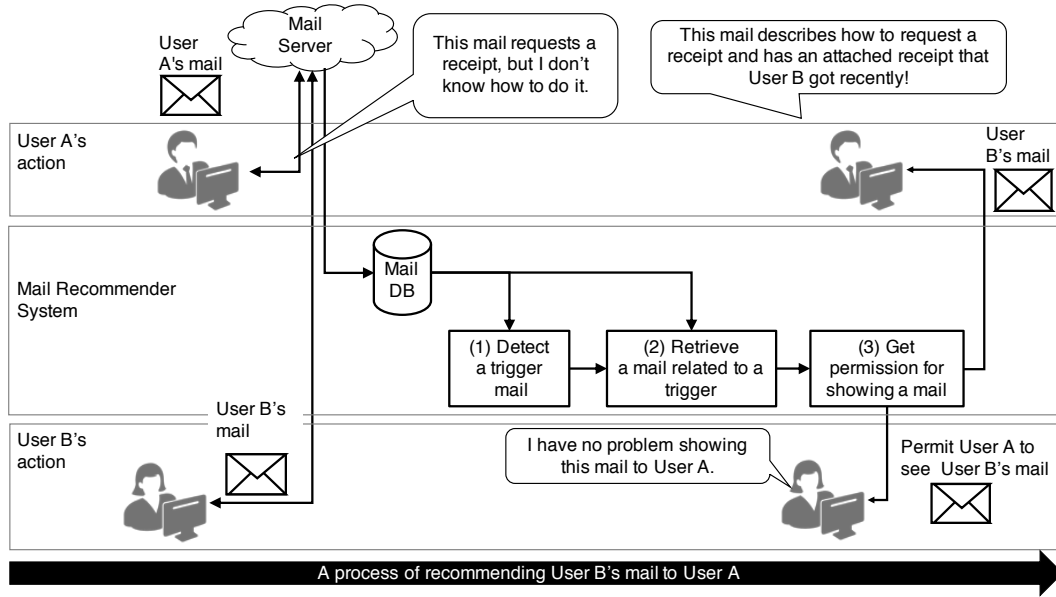 Mail
Server
User
A's mail
This mail requests a
receipt, but I don't
know how to do it.
This mail describes how to request a
receipt and has an attached receipt that
User B got recently!
User A's
action
User
B's mail
Mail Recommender
System
Mail
DB
(1) Detect
a trigger
mail
(2) Retrieve
a mail related to a
trigger
(3) Get
permission for
showing a mail
User B's
action
User B's
mail
I have no problem showing
this mail to User A.
Permit User A to
see User B's mail
A process of recommending User B's mail to User A